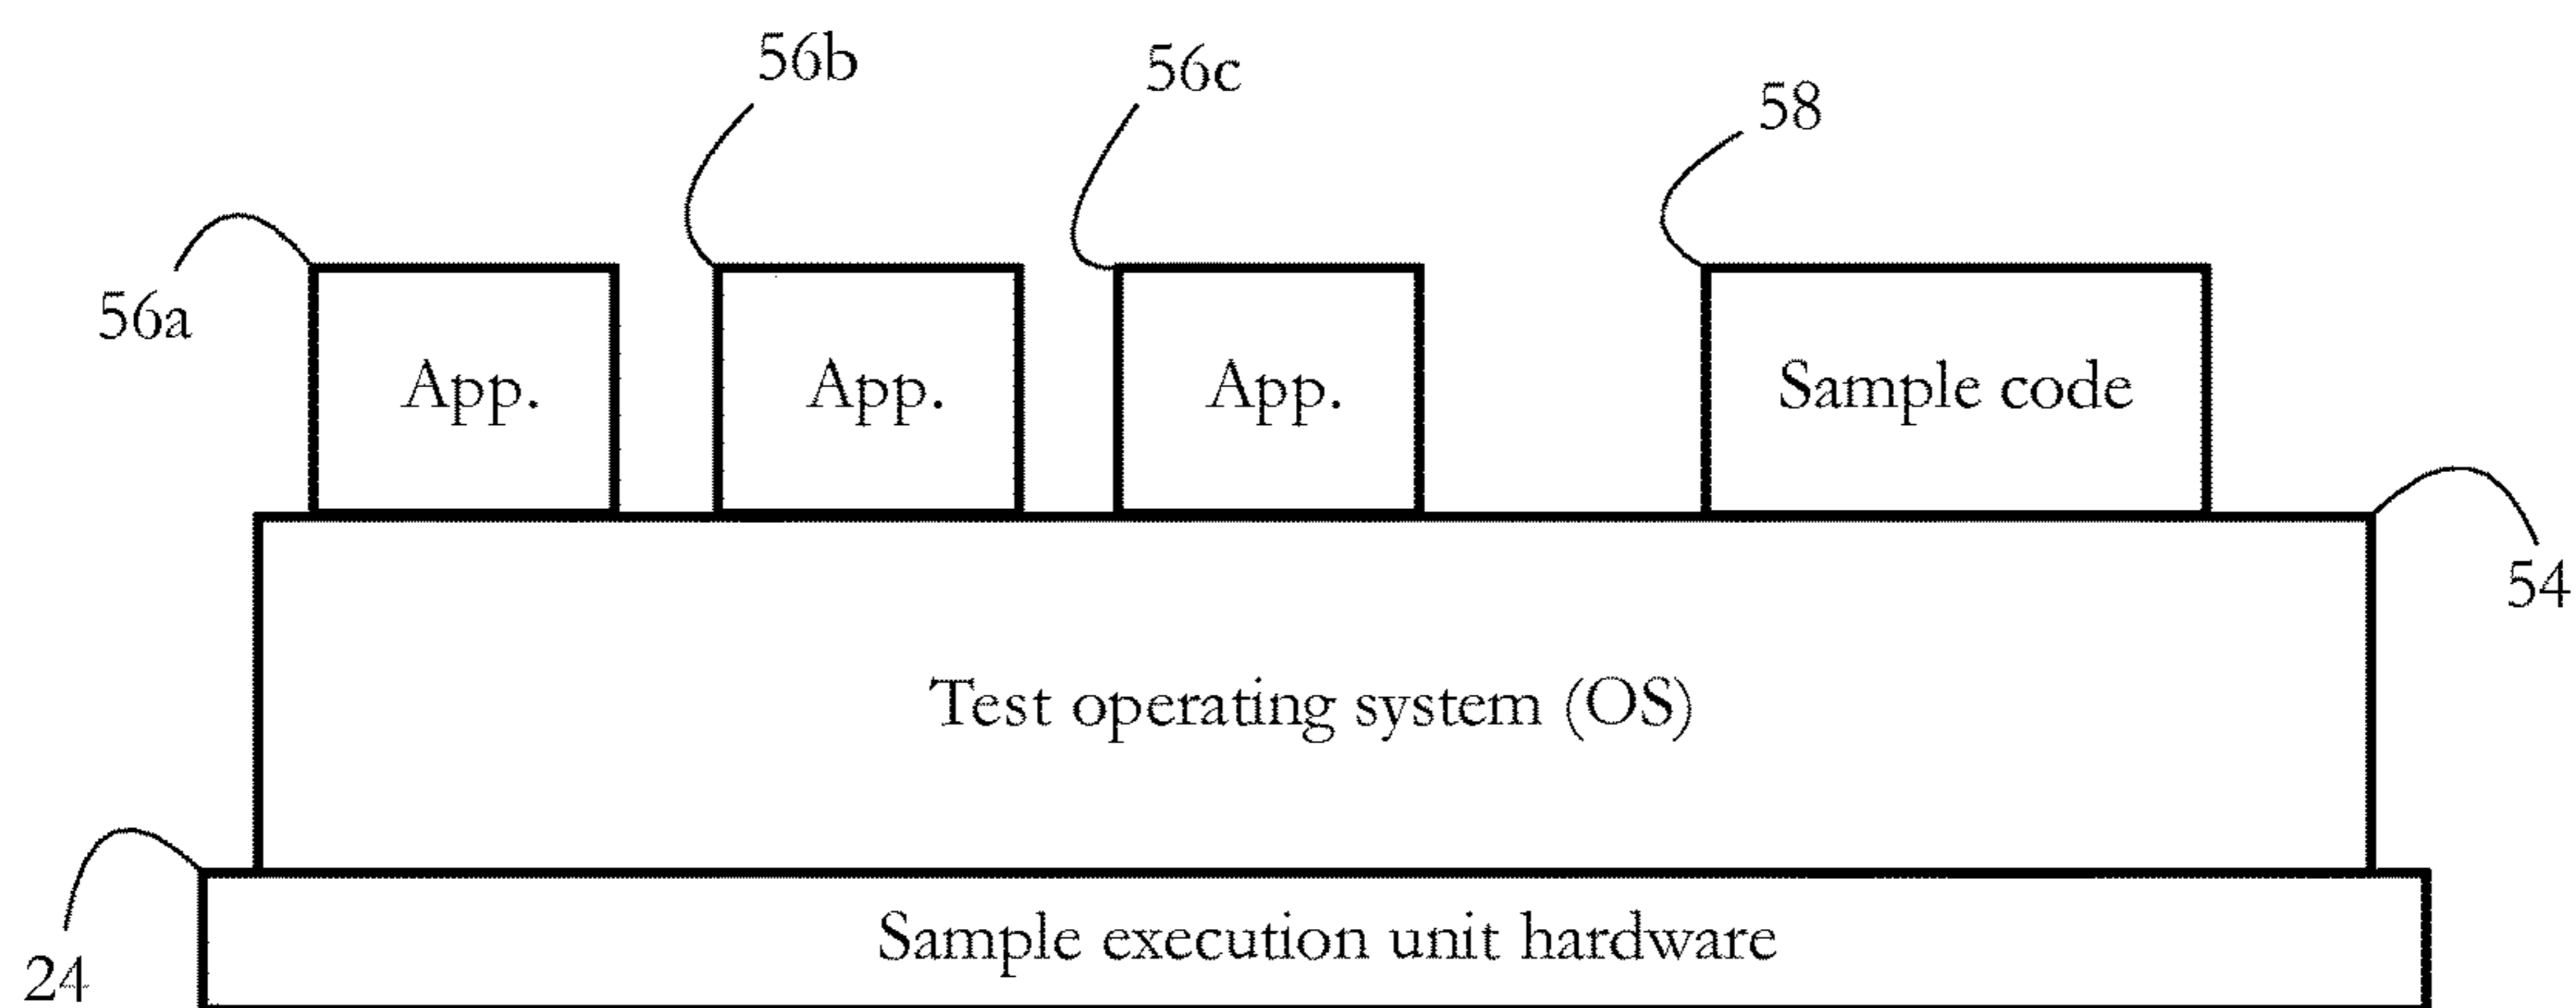 56b
56c
58
56a
App.
App.
App.
Sample code
54
Test operating system (OS)
24
Sample execution unit hardware